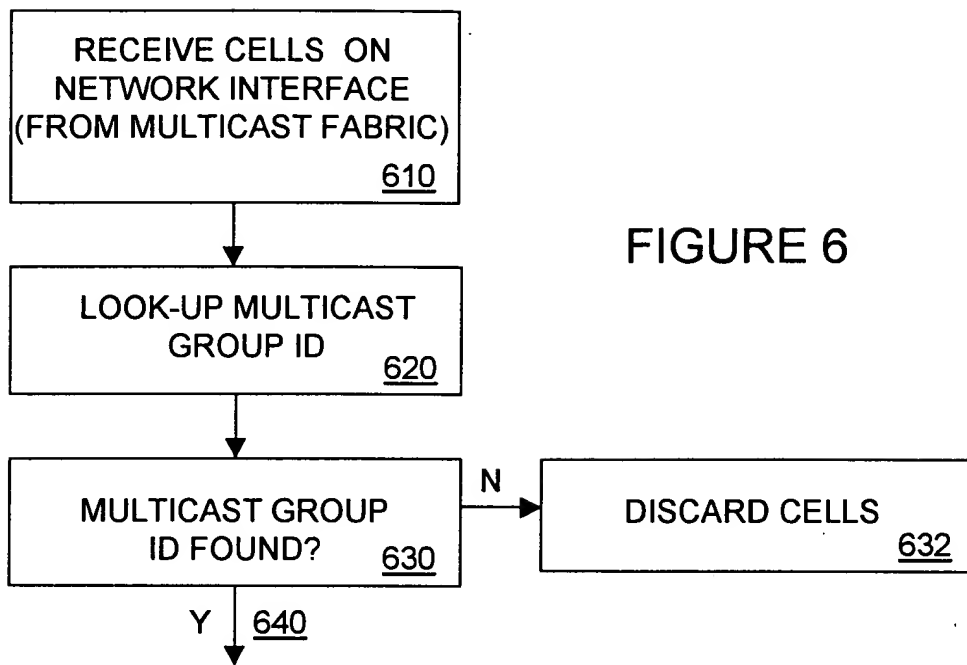 RECEIVE CELLS ON
NETWORK INTERFACE
(FROM MULTICAST FABRIC)
610
FIGURE 6
LOOK-UP MULTICAST
GROUP ID
620
MULTICAST GROUP
ID FOUND?
630
N
DISCARD CELLS
632
Y
640